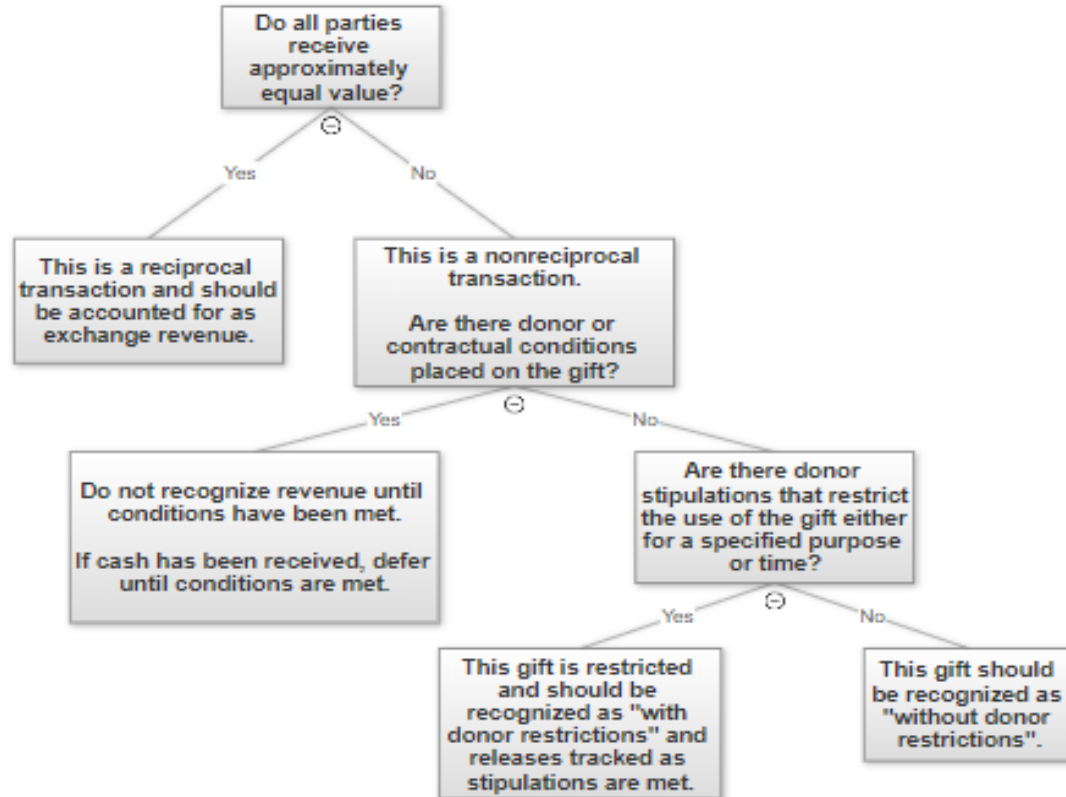 Do all parties
receive
approximately
equal value?
Yes
No
This is a reciprocal
transaction and should
be accounted for as
exchange revenue.
This is a nonreciprocal
transaction.
Are there donor or
contractual conditions
placed on the gift?
Yes
No
Do not recognize revenue until
conditions have been met.
If cash has been received, defer
until conditions are met.
Are there donor
stipulations that restrict
the use of the gift either
for a specified purpose
or time?
Yes
No
This gift is restricted
and should be
recognized as "with
donor restrictions" and
releases tracked as
stipulations are met.
This gift should
be recognized as
"without donor
restrictions".